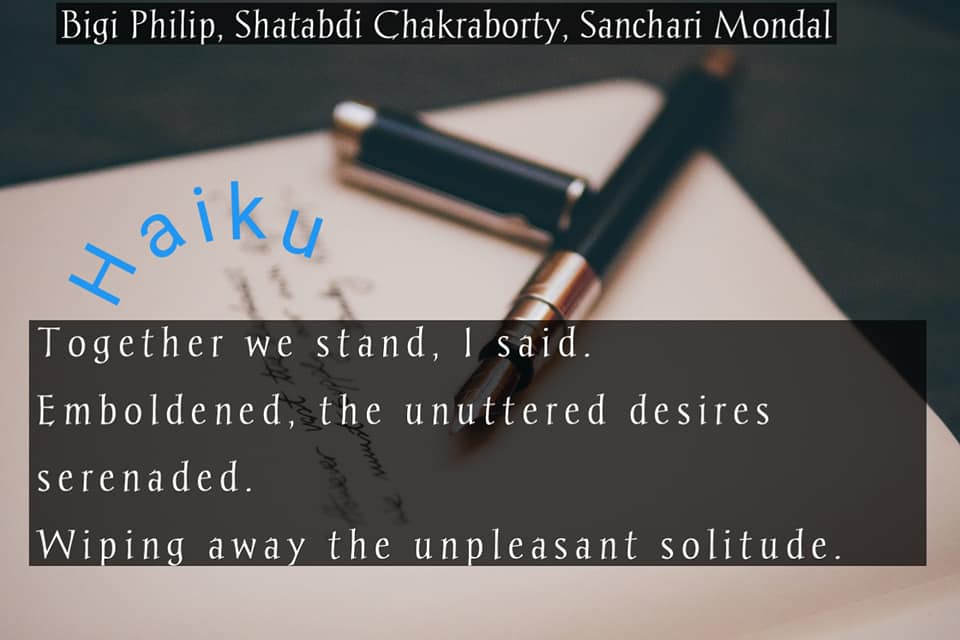 Bigi Philip, Shatabdi Chakraborty, Sanchari Mondal
Haiku
Together we stand, I said.
Emboldened, the unuttered desires
serenaded.
Wiping away the unpleasant solitude.